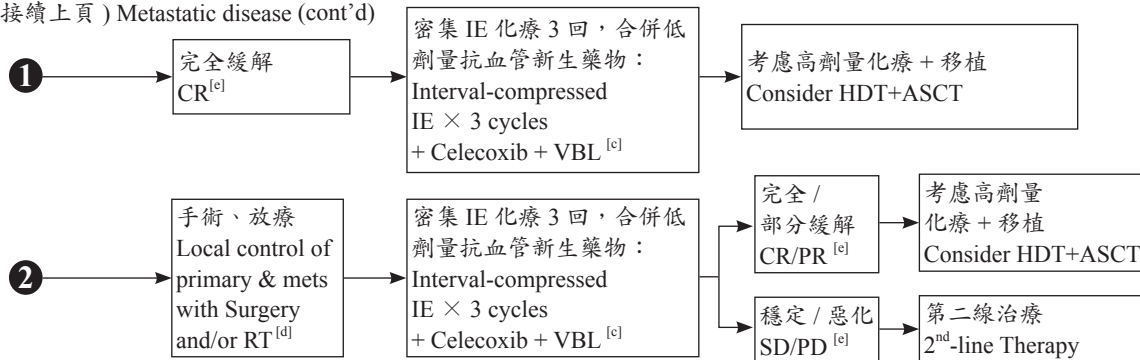 接續上頁 ) Metastatic disease (cont’d)
1
完全緩解
CR[e]
密集 IE 化療 3 回，合併低
劑量抗血管新生藥物：
Interval-compressed
IE × 3 cycles
+ Celecoxib + VBL [c]
考慮高劑量化療 + 移植
Consider HDT+ASCT
2
手術、放療
Local control of
primary & mets
with Surgery
and/or RT[d]
密集 IE 化療 3 回，合併低
劑量抗血管新生藥物：
Interval-compressed
IE × 3 cycles
+ Celecoxib + VBL [c]
完全 /
部分緩解
CR/PR [e]
考慮高劑量
化療 + 移植
Consider HDT+ASCT
穩定 / 惡化
SD/PD [e]
第二線治療
2nd-line Therapy